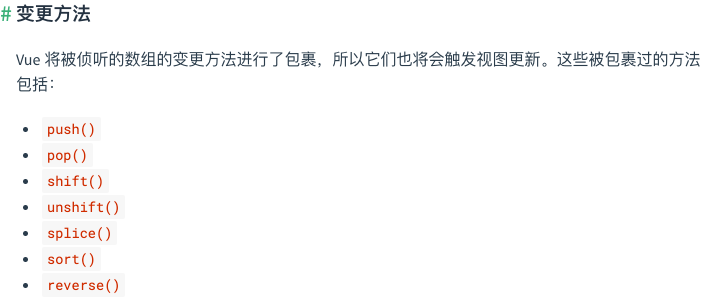 # 变更方法
Vue 将被侦听的数组的变更方法进行了包裹，所以它们也将会触发视图更新。这些被包裹过的方法
包括：
push()
pop()
shift()
unshift()
splice()
sort()
reverse()